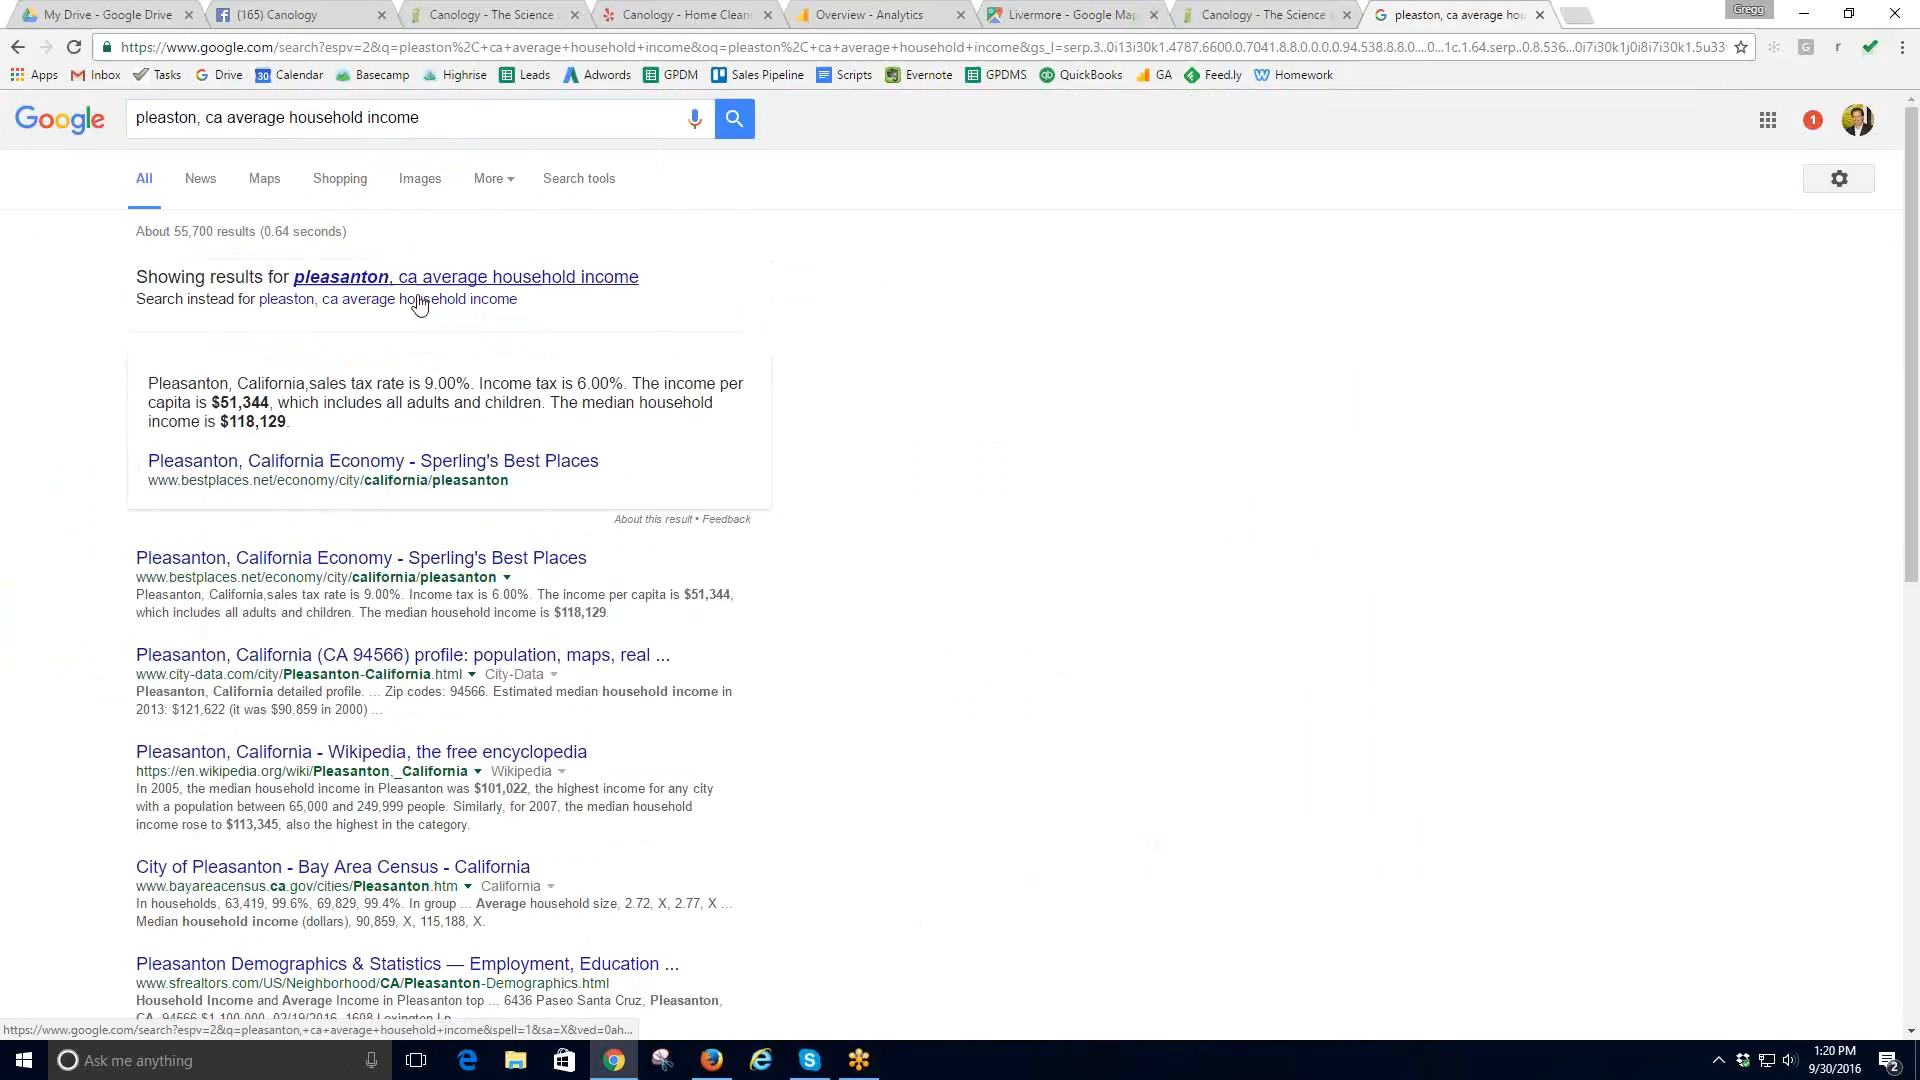 My Drive - Google Drive
(165) Canology
Canology - The Science
Canology - Home Clean
Overview - Analytics
Livermore - Google Map
Canology - The Science
pleaston, ca average hou
Gregg
https://www.google.com/search?espv=2&q=pleaston%2C+ca+average+household+income&oq=pleaston%2C+ca+average+household+income&gs_l=serp.3..0i13i30k1.4787.6600.0.7041.8.8.0.0.0.0.94.538.8.8.0....0...1c.1.64.serp..0.8.536...0i7i30k1j0i8i7i30k1.5u33
Apps
Inbox
Tasks
Drive
Calendar
Basecamp
Highrise
Leads
Adwords
GPDM
Sales Pipeline
Scripts
Evernote
GPDMS
QuickBooks
GA
Feed.ly
Homework
Google
pleaston, ca average household income
1
All
News
Maps
Shopping
Images
More
Search tools
About 55,700 results (0.64 seconds)
Showing results for pleasanton, ca average household income
Search instead for pleaston, ca average household income
Pleasanton, California,sales tax rate is 9.00%. Income tax is 6.00%. The income per
capita is $51,344, which includes all adults and children. The median household
income is $118,129.
Pleasanton, California Economy - Sperling's Best Places
www.bestplaces.net/economy/city/california/pleasanton
About this result • Feedback
Pleasanton, California Economy - Sperling's Best Places
www.bestplaces.net/economy/city/california/pleasanton
Pleasanton, California,sales tax rate is 9.00%. Income tax is 6.00%. The income per capita is $51,344,
which includes all adults and children. The median household income is $118,129.
Pleasanton, California (CA 94566) profile: population, maps, real ...
www.city-data.com/city/Pleasanton-California.html City-Data
Pleasanton, California detailed profile. ... Zip codes: 94566. Estimated median household income in
2013: $121,622 (it was $90,859 in 2000) ...
Pleasanton, California - Wikipedia, the free encyclopedia
https://en.wikipedia.org/wiki/Pleasanton,_California Wikipedia
In 2005, the median household income in Pleasanton was $101,022, the highest income for any city
with a population between 65,000 and 249,999 people. Similarly, for 2007, the median household
income rose to $113,345, also the highest in the category.
City of Pleasanton - Bay Area Census - California
www.bayareacensus.ca.gov/cities/Pleasanton.htm California
In households, 63,419, 99.6%, 69,829, 99.4%. In group ... Average household size, 2.72, X, 2.77, X ...
Median household income (dollars), 90,859, X, 115,188, X.
Pleasanton Demographics & Statistics — Employment, Education ...
www.sfrealtors.com/US/Neighborhood/CA/Pleasanton-Demographics.html
Household Income and Average Income in Pleasanton top ... 6436 Paseo Santa Cruz, Pleasanton,
CA, 94566 $1,100,000, 02/19/2016, 1608 Lexington Ln
https://www.google.com/search?espv=2&q=pleasanton,+ca+average+household+income&spell=1&sa=X&ved=0ah...
Ask me anything
1:20 PM
9/30/2016
2